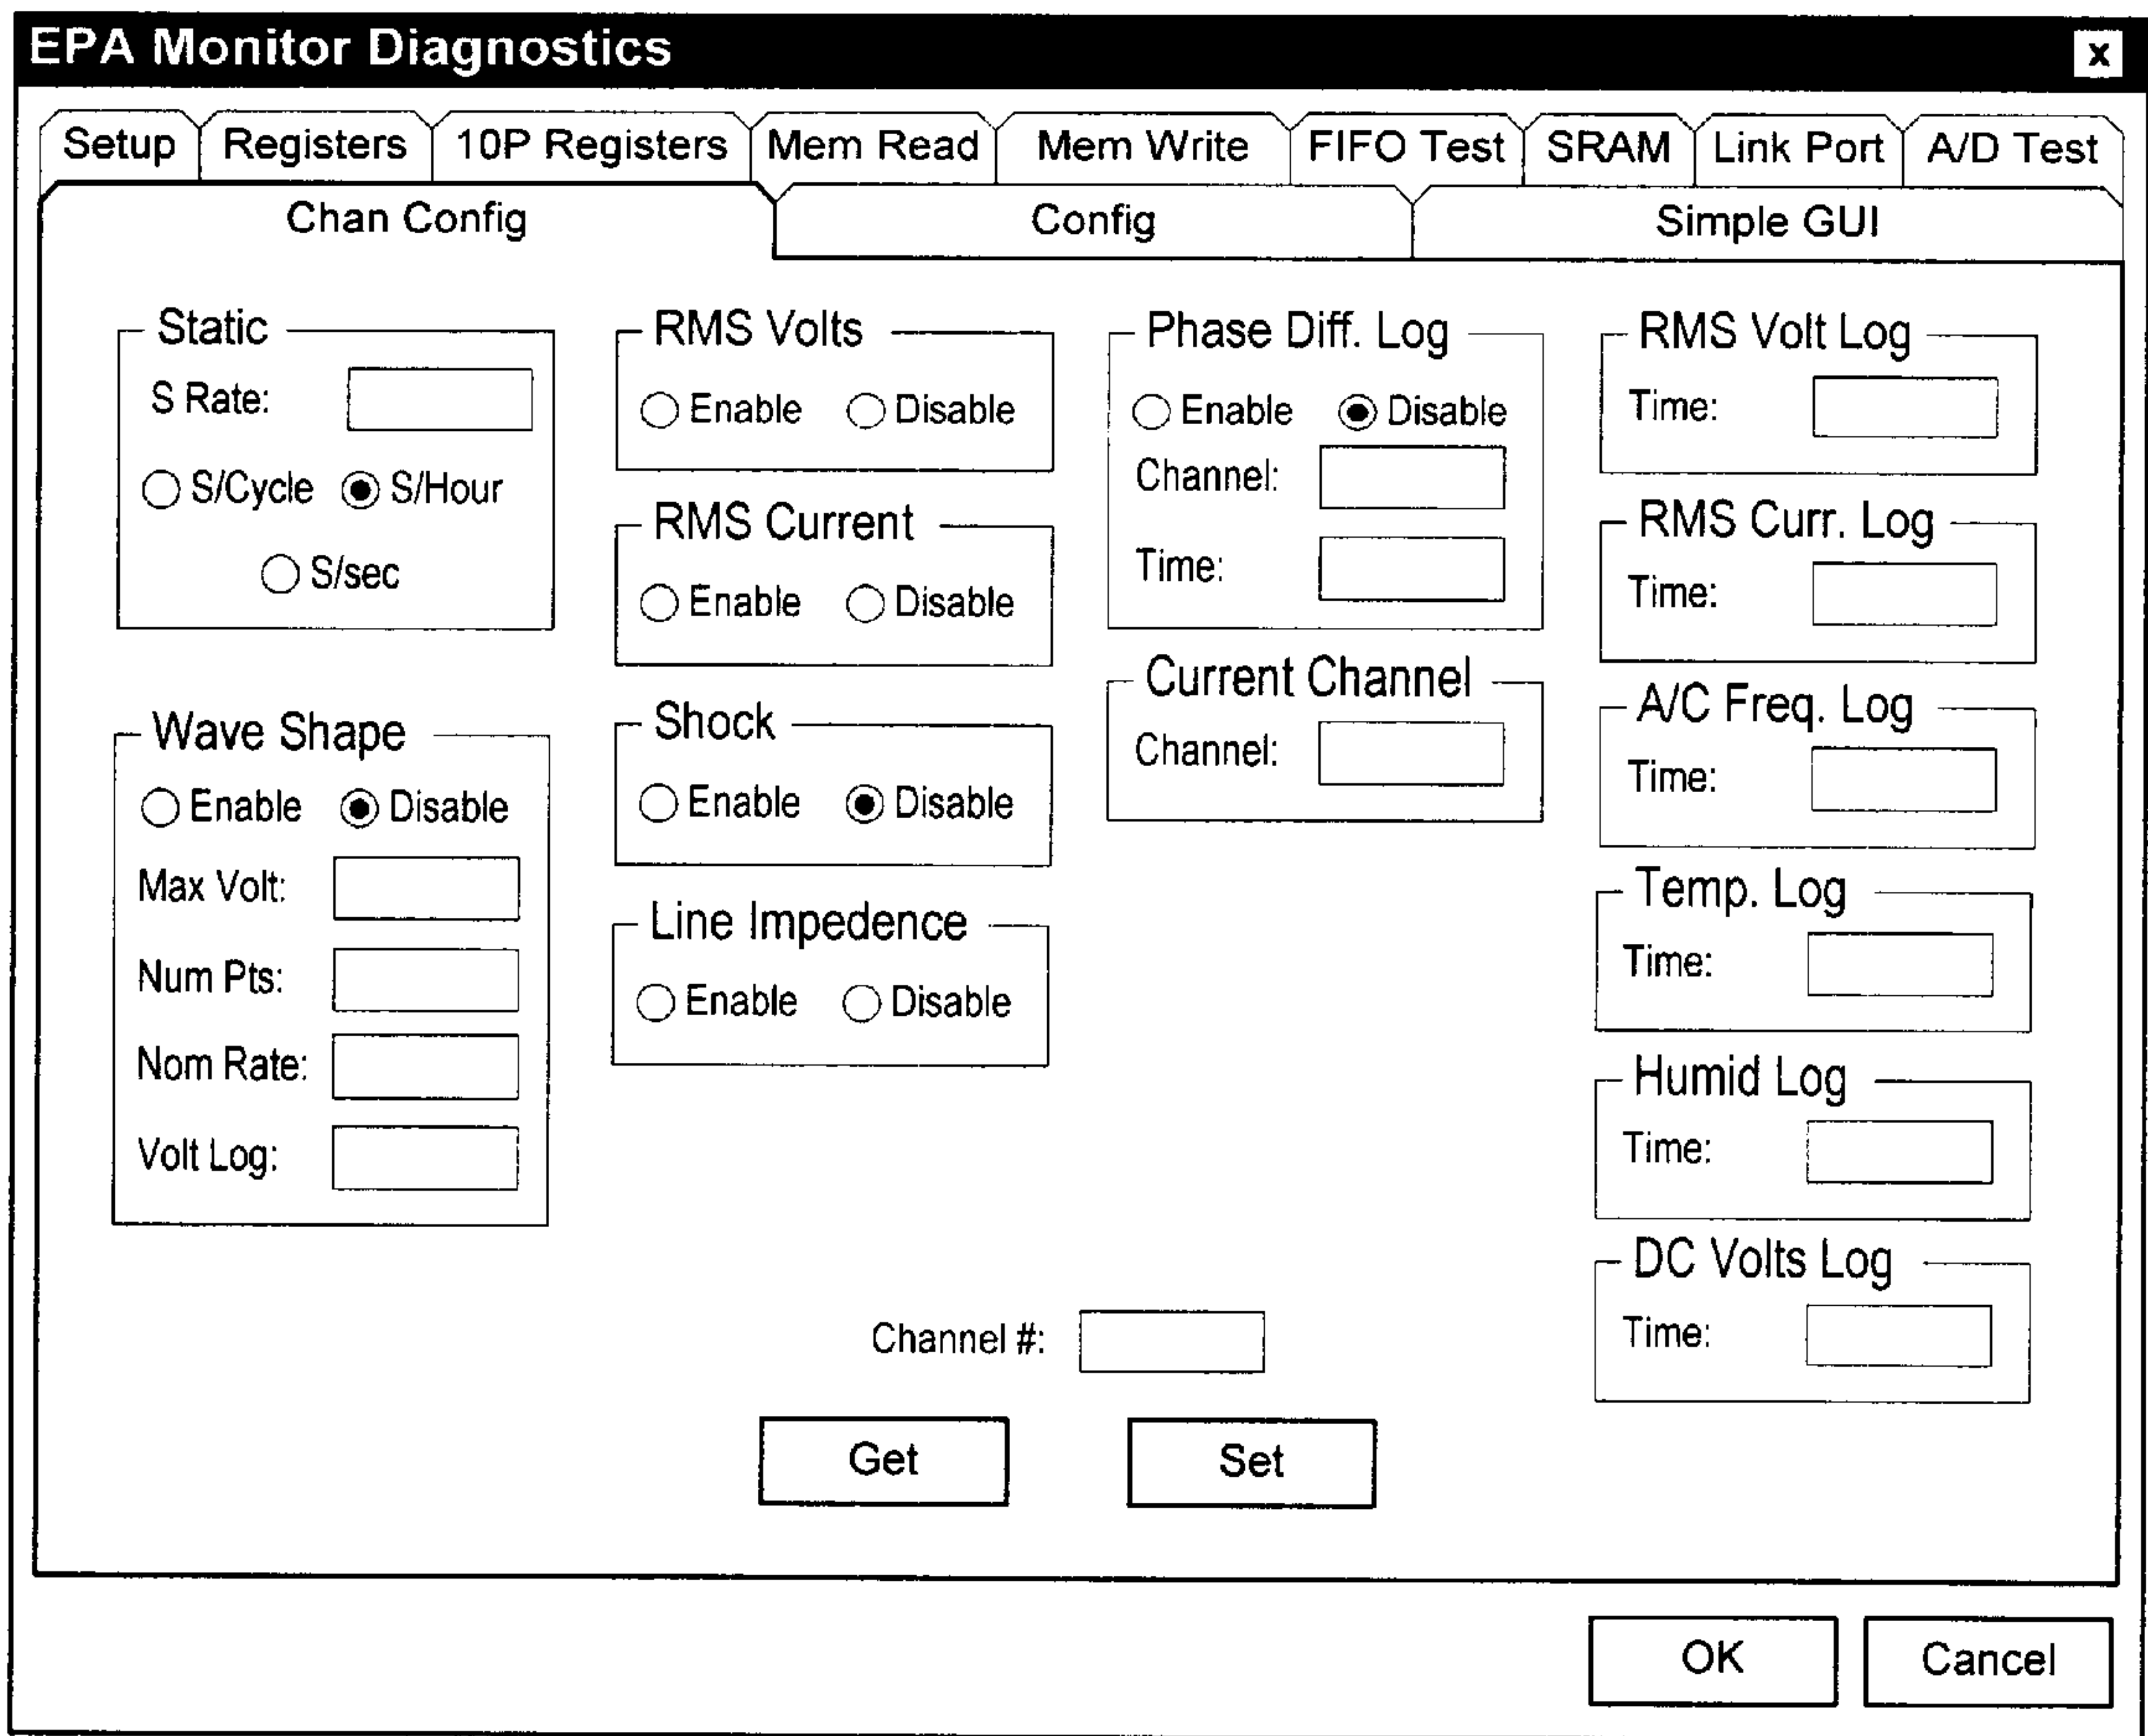 EPA Monitor Diagnostics
x
Setup Registers 10P Registers Mem Read Mem Write FIFO Test SRAM Link Port A/D Test
Chan Config Config Simple GUI
Static
S Rate:
S/Cycle S/Hour
S/sec
Wave Shape
Enable Disable
Max Volt:
Num Pts:
Nom Rate:
Volt Log:
RMS Volts
Enable Disable
RMS Current
Enable Disable
Shock
Enable Disable
Line Impedence
Enable Disable
Phase Diff. Log
Enable Disable
Channel:
Time:
Current Channel
Channel:
RMS Volt Log
Time:
RMS Curr. Log
Time:
A/C Freq. Log
Time:
Temp. Log
Time:
Humid Log
Time:
DC Volts Log
Time:
Channel #:
Get Set
OK Cancel